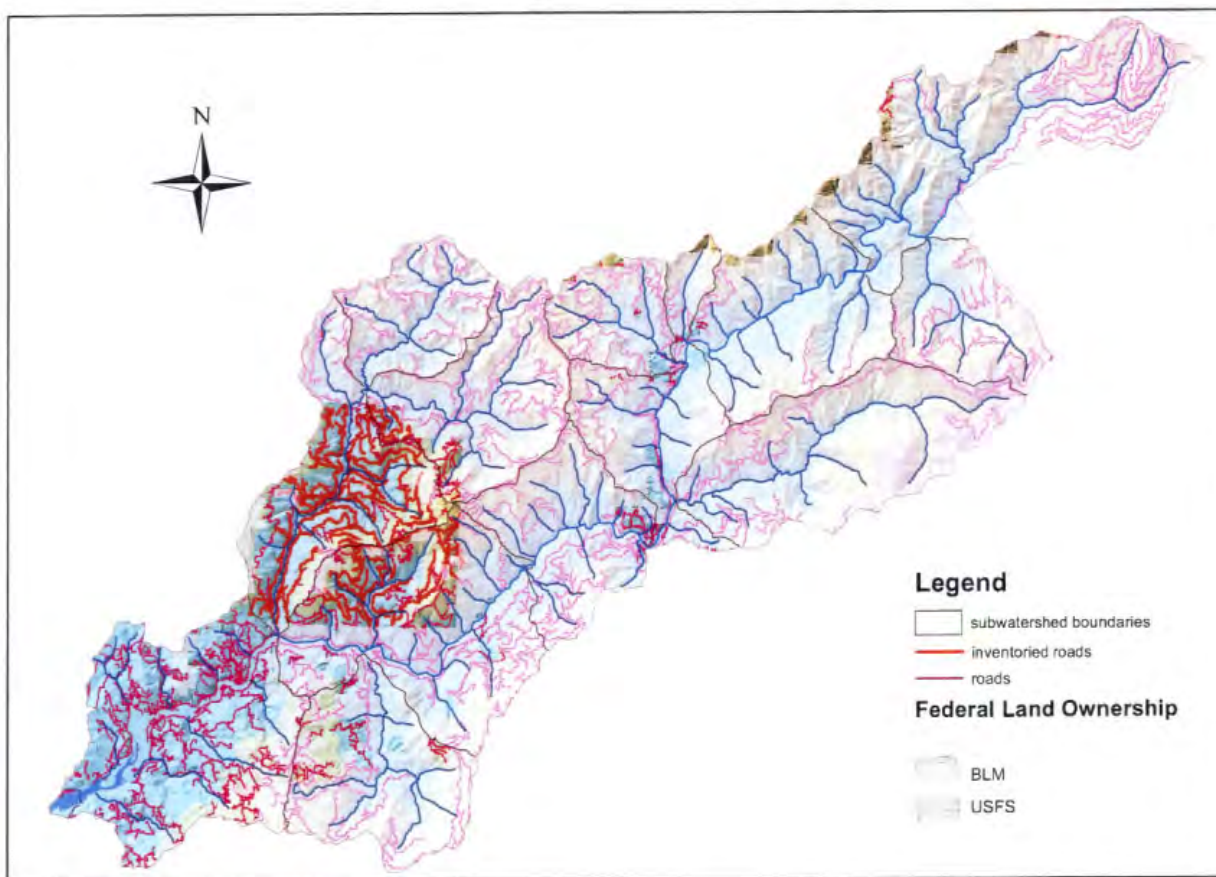 N
Legend
subwatershed boundaries
inventoried roads
roads
Federal Land Ownership
BLM
USFS